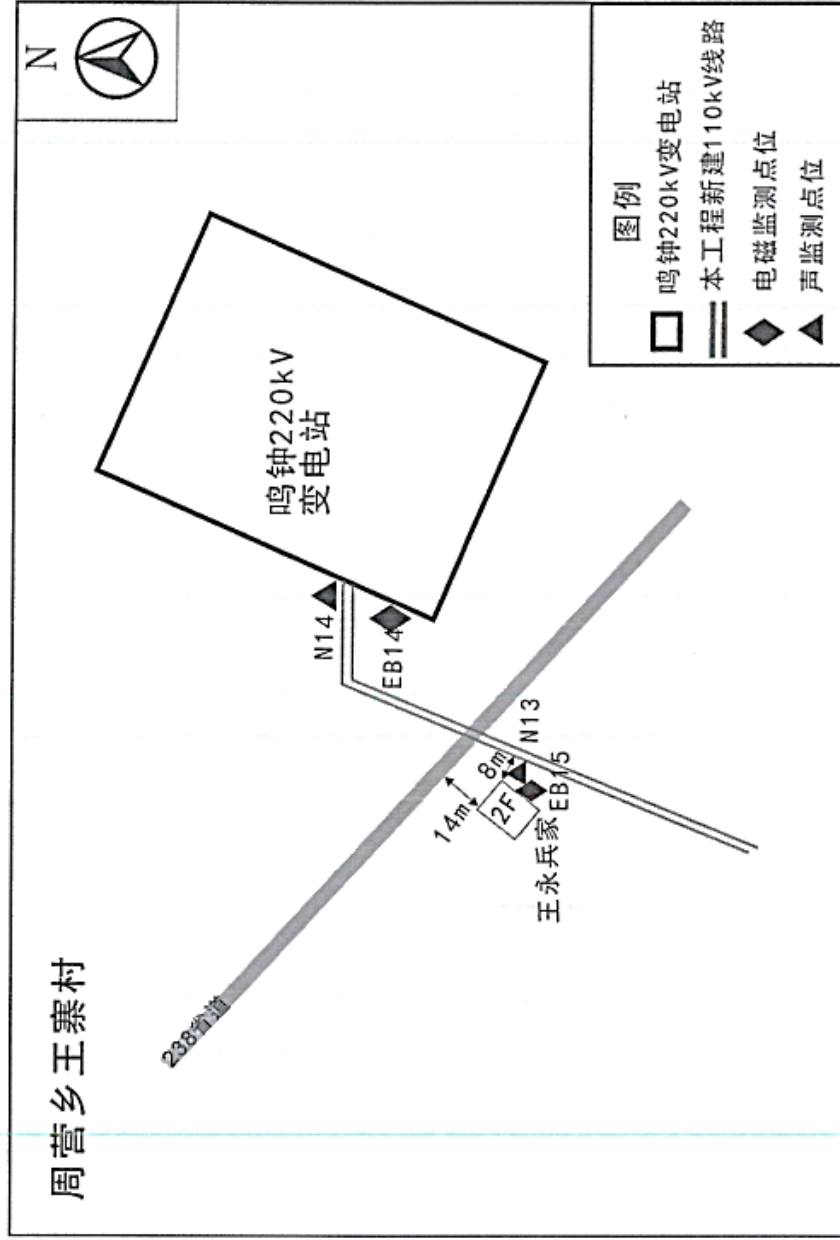 周营乡王寨村
N
238省道
鸣钟220kV
变电站
N14
EB14
14m
8m
2F
N13
EB15
王永兵家
图例
鸣钟220kV变电站
本工程新建110kV线路
电磁监测点位
声监测点位